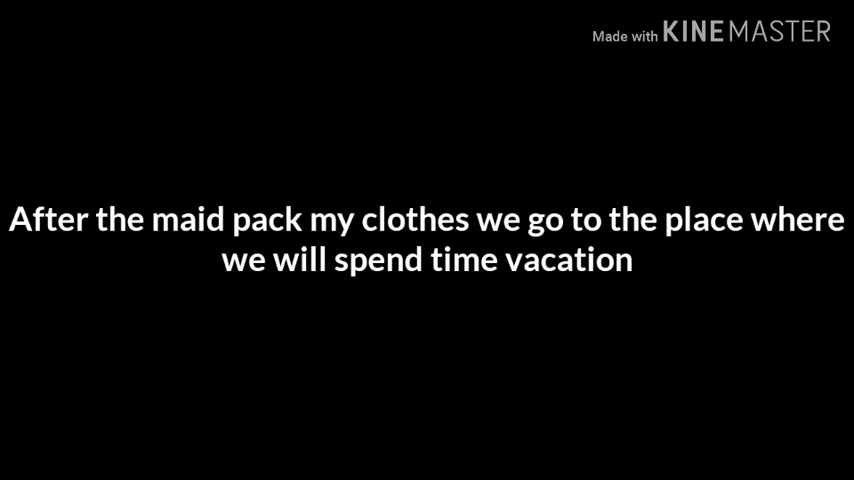 Made with KINEMASTER
After the maid pack my clothes we go to the place where
we will spend time vacation